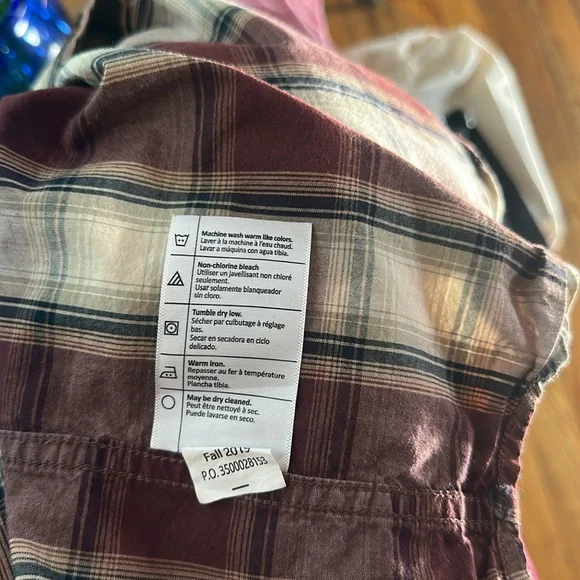 Machine wash warm like colors.
Laver à la machine à l'eau chaude.
Lavar a máquina con agua tibia.
Non-chlorine bleach
Utiliser un javellisant non chloré
seulement.
Usar solamente blanqueador
sin cloro.
Tumble dry low.
Sécher par culbutage à réglage
bas.
Secar en secadora en ciclo
delicado.
Warm iron.
Repasser au fer à température
moyenne.
Plancha tibia.
May be dry cleaned.
Peut être nettoyé à sec.
Puede lavarse en seco.
Fall 2019
P.O. 3500028153